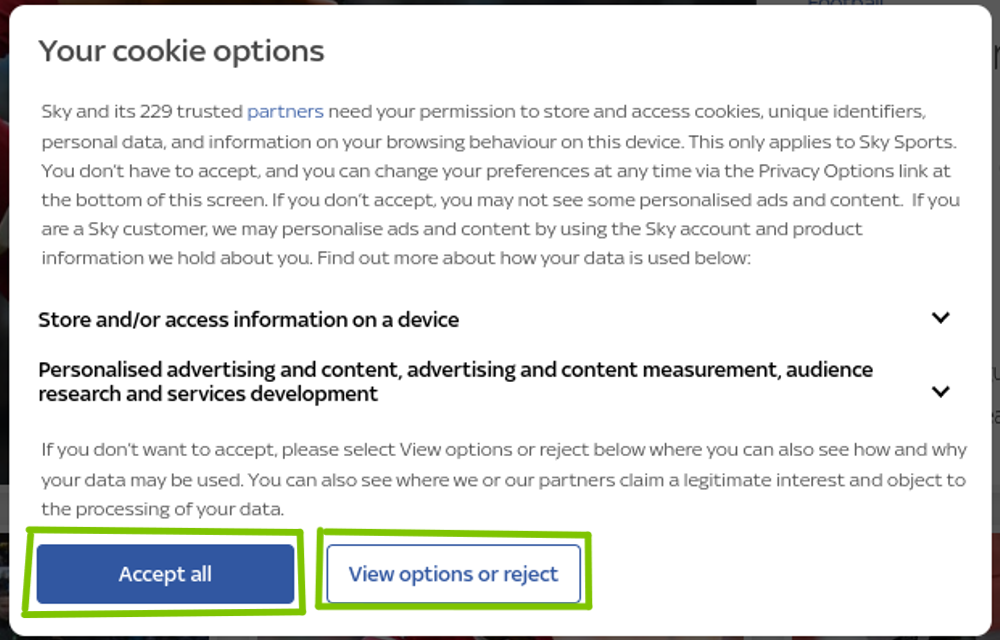 Football
Your cookie options
Sky and its 229 trusted partners need your permission to store and access cookies, unique identifiers,
personal data, and information on your browsing behaviour on this device. This only applies to Sky Sports.
You don't have to accept, and you can change your preferences at any time via the Privacy Options link at
the bottom of this screen. If you don't accept, you may not see some personalised ads and content. If you
are a Sky customer, we may personalise ads and content by using the Sky account and product
information we hold about you. Find out more about how your data is used below:
Store and/or access information on a device
Personalised advertising and content, advertising and content measurement, audience
research and services development
If you don't want to accept, please select View options or reject below where you can also see how and why
your data may be used. You can also see where we or our partners claim a legitimate interest and object to
the processing of your data.
Accept all
View options or reject